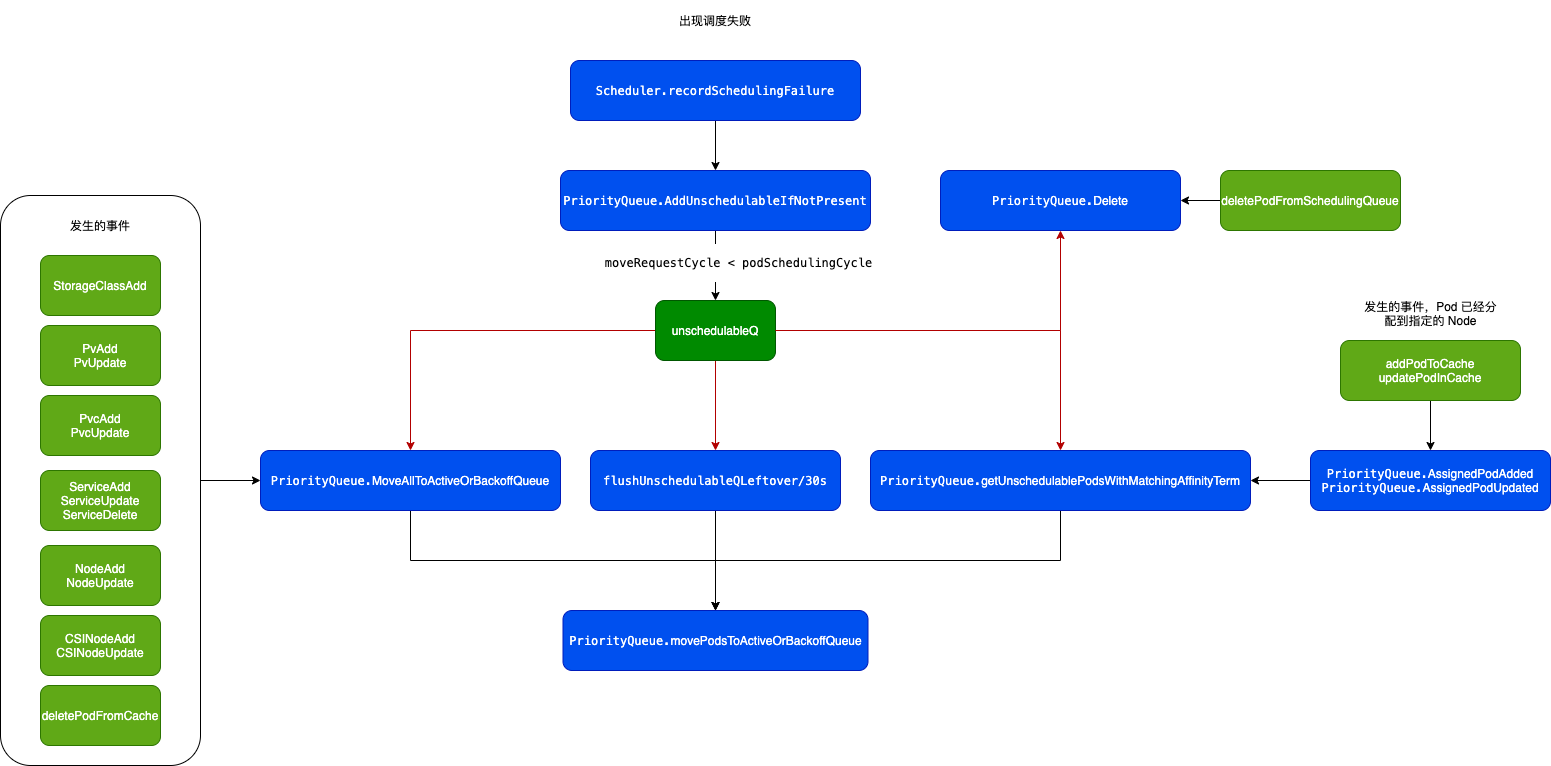 出现调度失败
Scheduler.recordSchedulingFailure
PriorityQueue.AddUnschedulableIfNotPresent
PriorityQueue.Delete
deletePodFromSchedulingQueue
moveRequestCycle < podSchedulingCycle
unschedulableQ
发生的事件
StorageClassAdd
PvAdd
PvUpdate
PvcAdd
PvcUpdate
ServiceAdd
ServiceUpdate
ServiceDelete
NodeAdd
NodeUpdate
CSINodeAdd
CSINodeUpdate
deletePodFromCache
发生的事件，Pod 已经分
配到指定的 Node
addPodToCache
updatePodInCache
PriorityQueue.MoveAllToActiveOrBackoffQueue
flushUnschedulableQLeftover/30s
PriorityQueue.getUnschedulablePodsWithMatchingAffinityTerm
PriorityQueue.AssignedPodAdded
PriorityQueue.AssignedPodUpdated
PriorityQueue.movePodsToActiveOrBackoffQueue